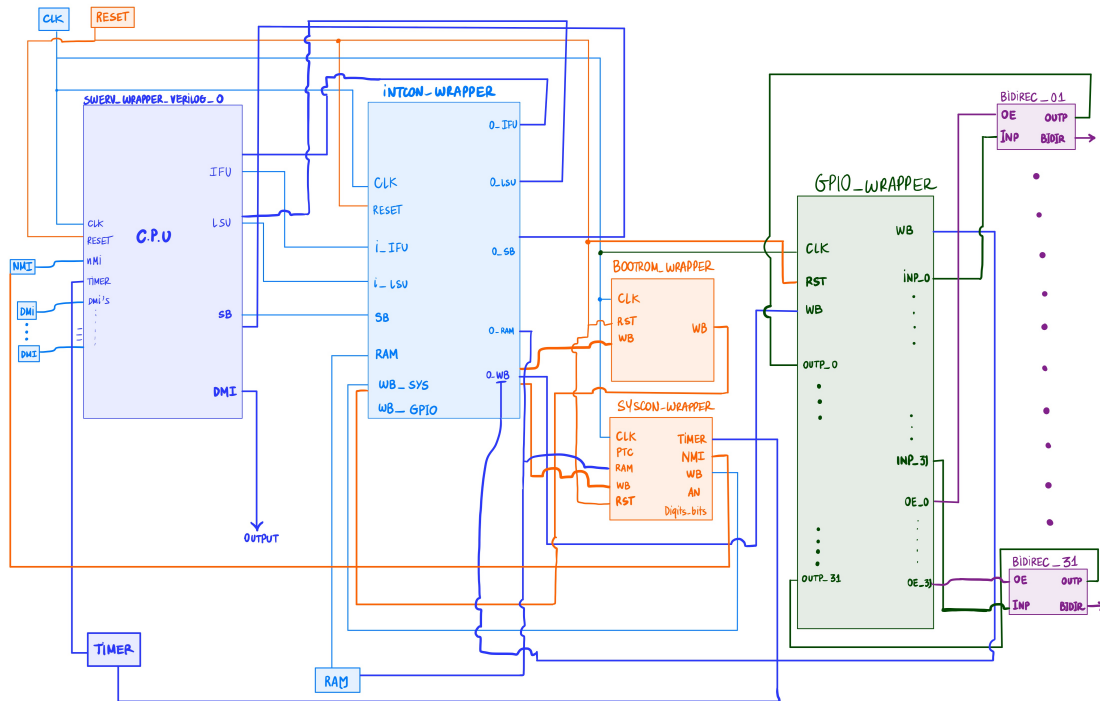 CLK
RESET
SWERV_WRAPPER_VERILOG_0
IFU
LSU
CLK
RESET
C.P.U
NMi
TIMER
DMi's
SB
DMI
NMI
DMi
DMI
OUTPUT
TIMER
iNTCON_WRAPPER
O_IFU
CLK
O_LSU
RESET
i_IFU
O_SB
i_LSU
SB
O_RAM
RAM
O_WB
WB_SYS
WB_GPIO
RAM
BOOTROM_WRAPPER
CLK
RST
WB
WB
SYSCON_WRAPPER
CLK
TiMER
PTC
NMI
RAM
WB
WB
AN
RST
Digits_bits
GPIO_WRAPPER
WB
CLK
RST
iNP_0
WB
OUTP_0
INP_31
OE_0
OUTP_31
OE_31
BiDiREC_01
OE
OUTP
INP
BIDIR
BiDiREC_31
OE
OUTP
INP
BIDIR